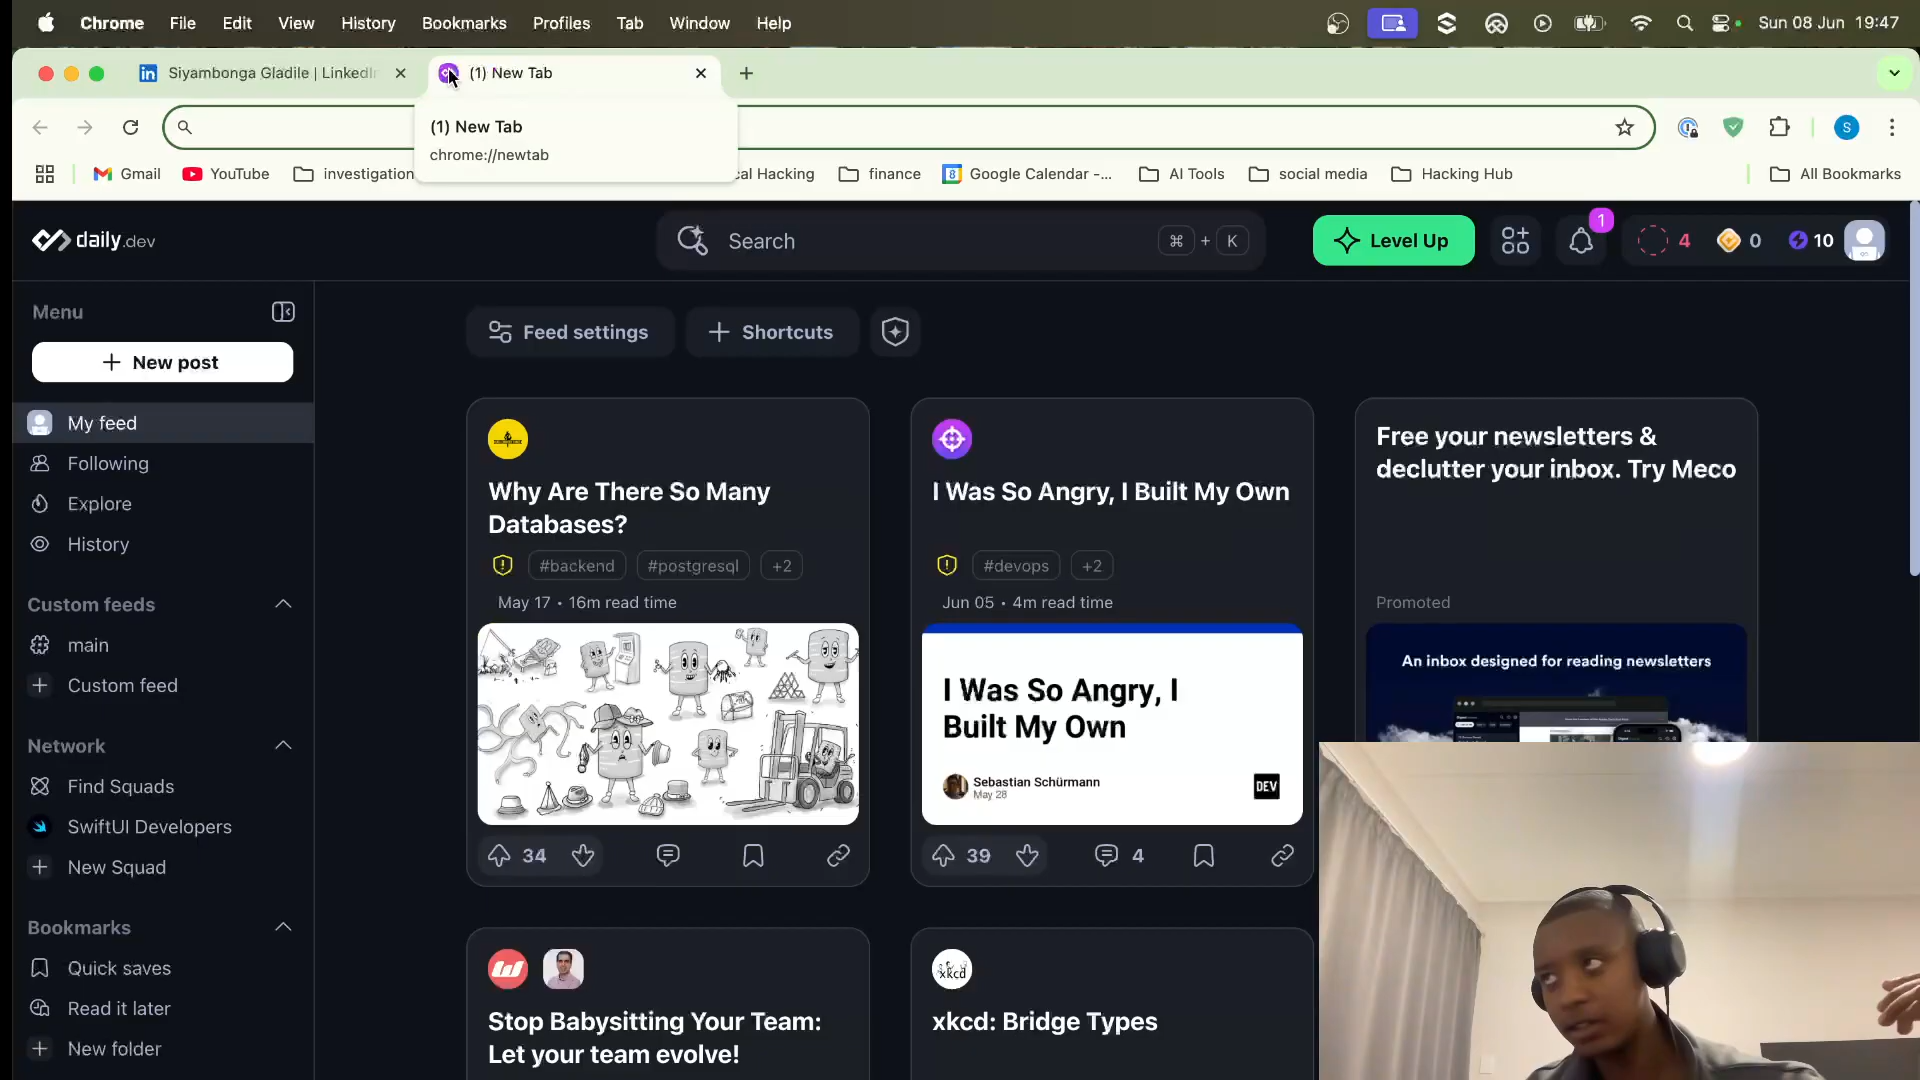 Chrome File Edit View History Bookmarks Profiles Tab Window Help Sun 08 Jun 19:47
Siyambonga Gladile | LinkedIn (1) New Tab
(1) New Tab
chrome://newtab
Gmail YouTube investigation cal Hacking finance Google Calendar -... AI Tools social media Hacking Hub All Bookmarks
daily.dev Search ⌘ + K Level Up 1 4 0 10
Menu
New post
My feed
Following
Explore
History
Custom feeds
main
Custom feed
Network
Find Squads
SwiftUI Developers
New Squad
Bookmarks
Quick saves
Read it later
New folder
Feed settings Shortcuts
Why Are There So Many
Databases?
#backend #postgresql +2
May 17 • 16m read time
34
I Was So Angry, I Built My Own
#devops +2
Jun 05 • 4m read time
I Was So Angry, I
Built My Own
Sebastian Schürmann
May 28
DEV
39 4
Free your newsletters &
declutter your inbox. Try Meco
Promoted
An inbox designed for reading newsletters
Stop Babysitting Your Team:
Let your team evolve!
xkcd
xkcd: Bridge Types